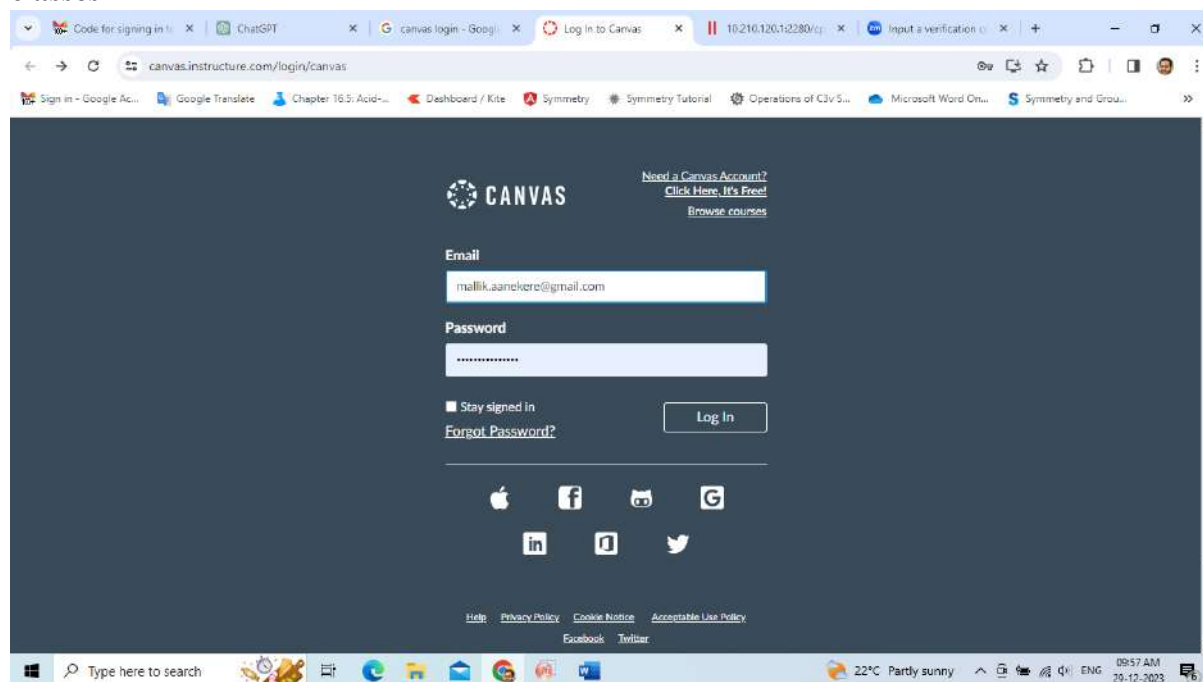 Code for signing in t
ChatGPT
canvas login - Googl
Log In to Canvas
10.210.120.1:2280/cp
Input a verification c
canvas.instructure.com/login/canvas
Sign in - Google Ac...
Google Translate
Chapter 16.5: Acid-...
Dashboard / Kite
Symmetry
Symmetry Tutorial
Operations of C3v S...
Microsoft Word On...
Symmetry and Grou...
Need a Canvas Account?
Click Here, It's Free!
CANVAS
Browse courses
Email
mallik.aanekere@gmail.com
Password
Stay signed in
Log In
Forgot Password?
Help Privacy Policy Cookie Notice Acceptable Use Policy
Facebook Twitter
Type here to search
22°C Partly sunny
ENG
09:57 AM
29-12-2023